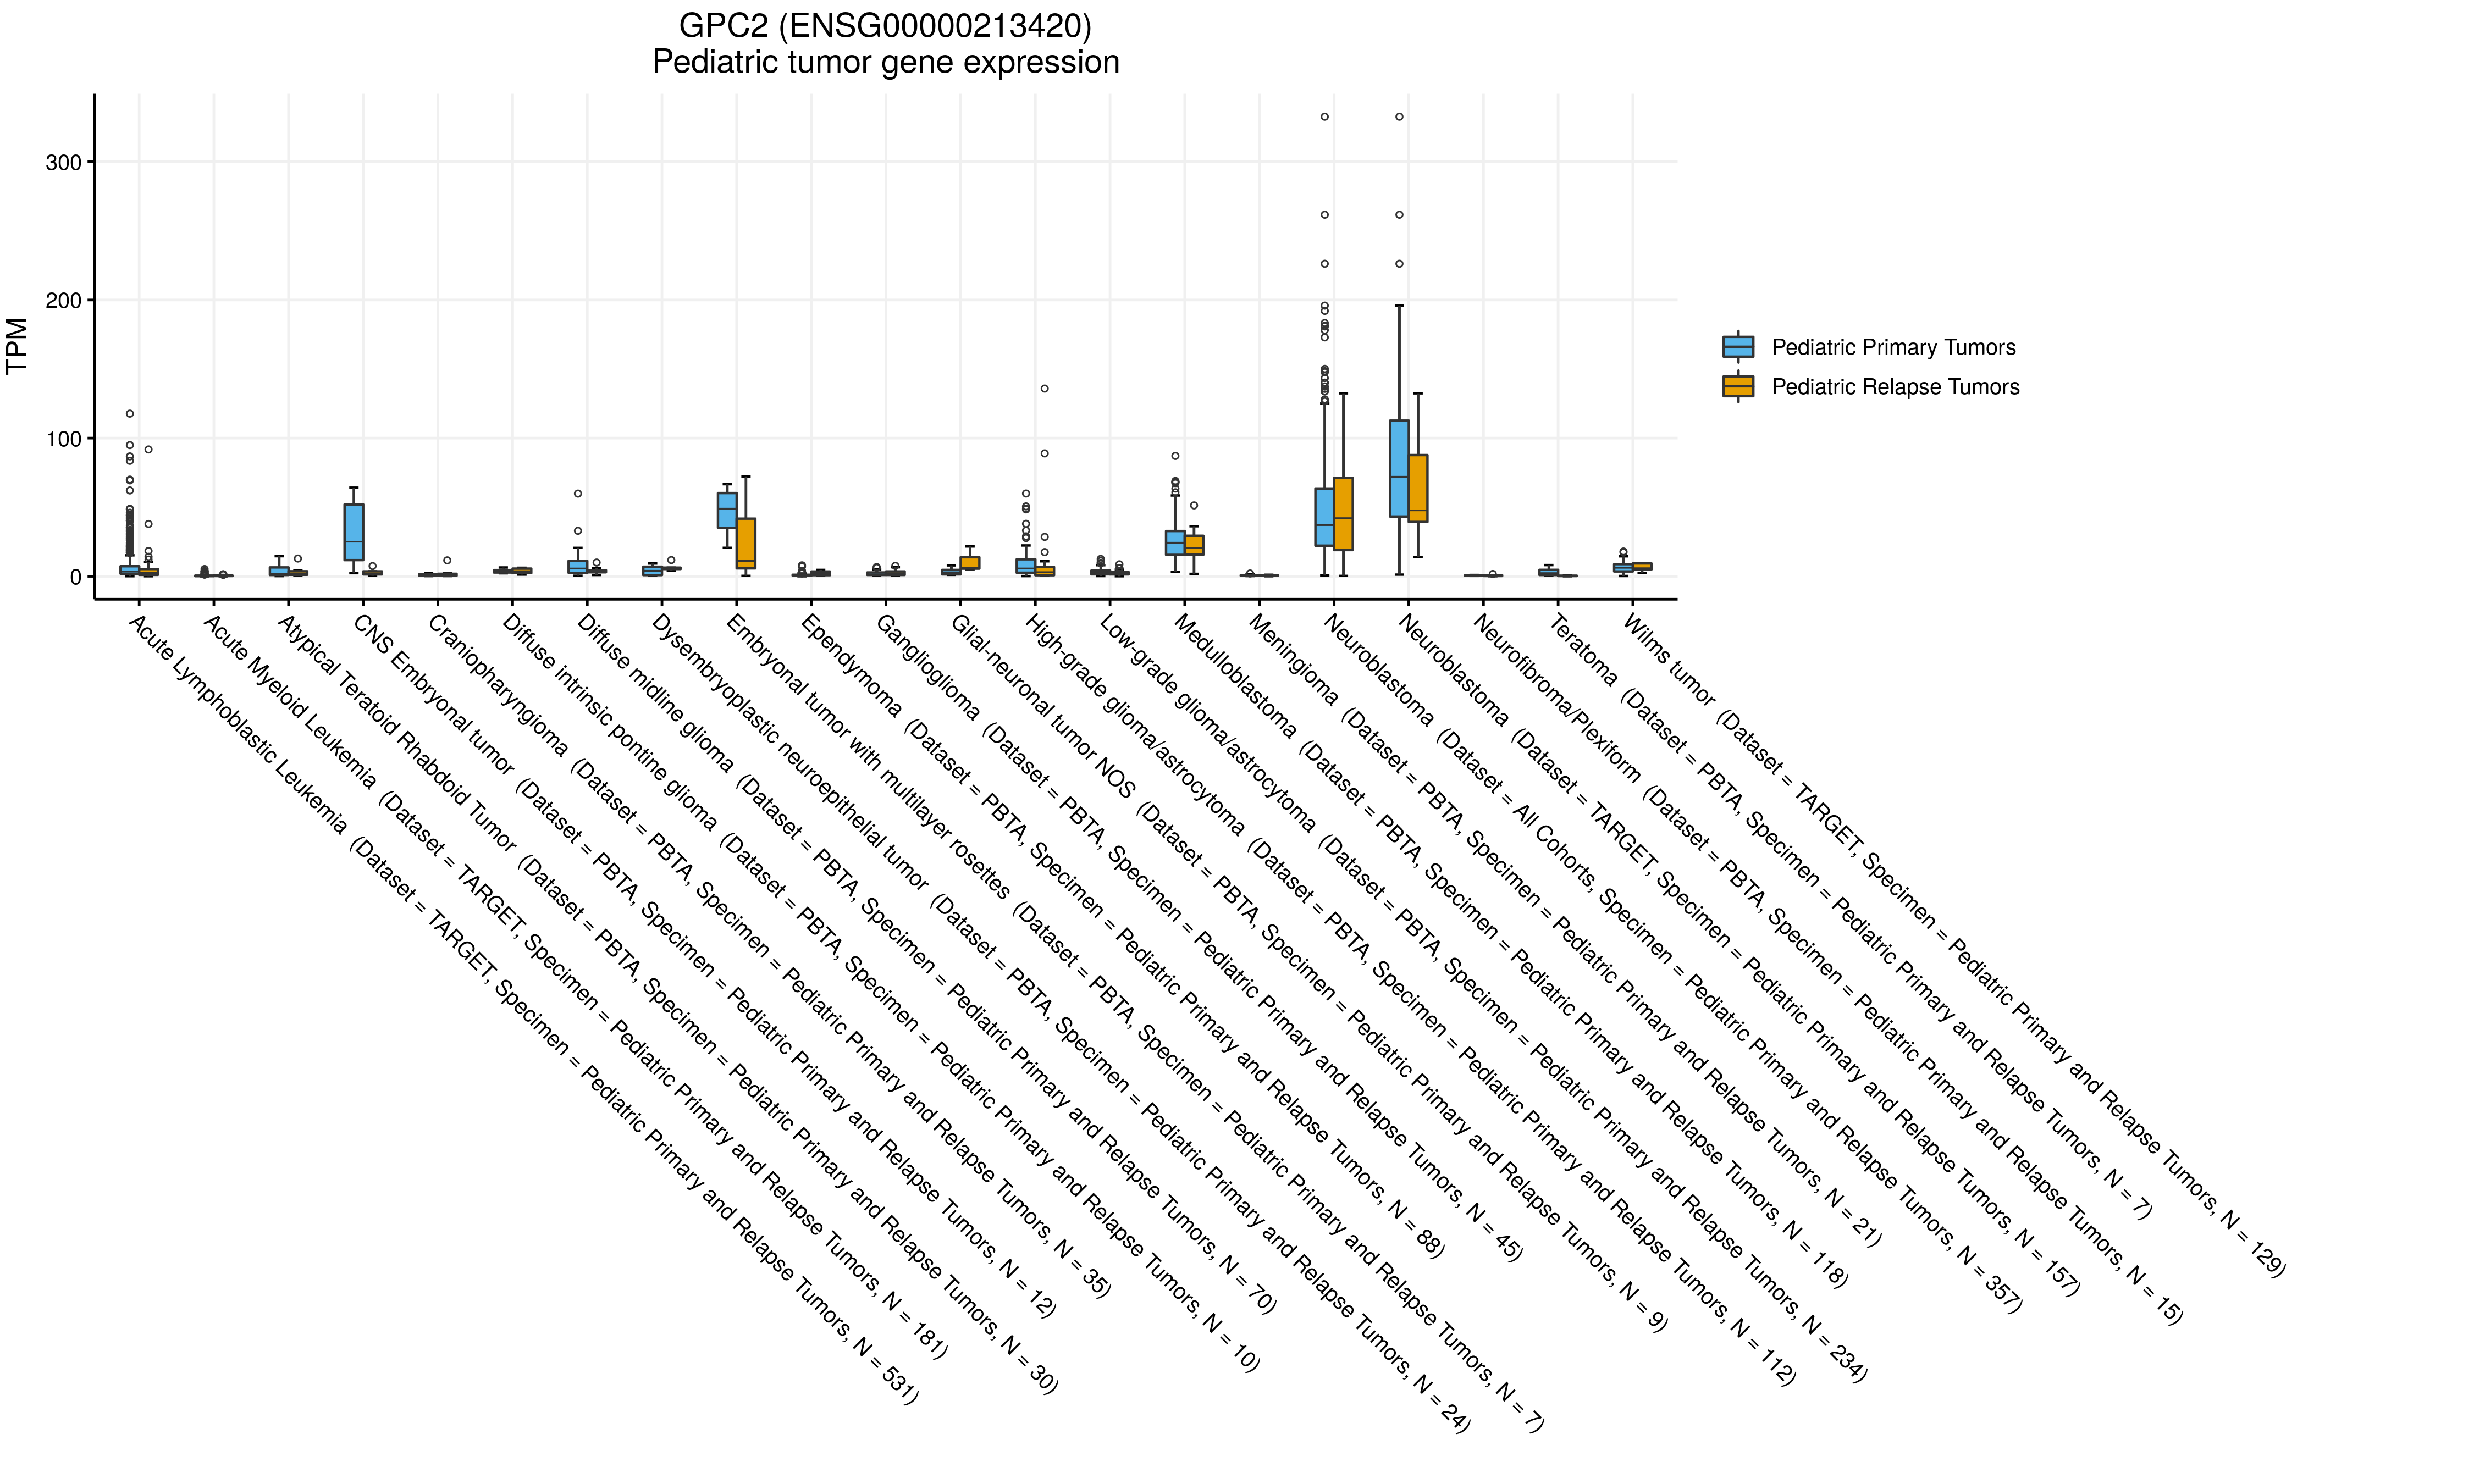 GPC2 (ENSG00000213420)
Pediatric tumor gene expression
TPM
300
200
100
0
Pediatric Primary Tumors
Pediatric Relapse Tumors
Acute Lymphoblastic Leukemia (Dataset = TARGET, Specimen = Pediatric Primary and Relapse Tumors, N = 531)
Acute Myeloid Leukemia (Dataset = TARGET, Specimen = Pediatric Primary and Relapse Tumors, N = 181)
Atypical Teratoid Rhabdoid Tumor (Dataset = PBTA, Specimen = Pediatric Primary and Relapse Tumors, N = 30)
CNS Embryonal tumor (Dataset = PBTA, Specimen = Pediatric Primary and Relapse Tumors, N = 12)
Craniopharyngioma (Dataset = PBTA, Specimen = Pediatric Primary and Relapse Tumors, N = 35)
Diffuse intrinsic pontine glioma (Dataset = PBTA, Specimen = Pediatric Primary and Relapse Tumors, N = 10)
Diffuse midline glioma (Dataset = PBTA, Specimen = Pediatric Primary and Relapse Tumors, N = 70)
Dysembryoplastic neuroepithelial tumor (Dataset = PBTA, Specimen = Pediatric Primary and Relapse Tumors, N = 24)
Embryonal tumor with multilayer rosettes (Dataset = PBTA, Specimen = Pediatric Primary and Relapse Tumors, N = 7)
Ependymoma (Dataset = PBTA, Specimen = Pediatric Primary and Relapse Tumors, N = 88)
Ganglioglioma (Dataset = PBTA, Specimen = Pediatric Primary and Relapse Tumors, N = 45)
Glial-neuronal tumor NOS (Dataset = PBTA, Specimen = Pediatric Primary and Relapse Tumors, N = 9)
High-grade glioma/astrocytoma (Dataset = PBTA, Specimen = Pediatric Primary and Relapse Tumors, N = 112)
Low-grade glioma/astrocytoma (Dataset = PBTA, Specimen = Pediatric Primary and Relapse Tumors, N = 234)
Medulloblastoma (Dataset = PBTA, Specimen = Pediatric Primary and Relapse Tumors, N = 118)
Meningioma (Dataset = PBTA, Specimen = Pediatric Primary and Relapse Tumors, N = 21)
Neuroblastoma (Dataset = All Cohorts, Specimen = Pediatric Primary and Relapse Tumors, N = 357)
Neuroblastoma (Dataset = TARGET, Specimen = Pediatric Primary and Relapse Tumors, N = 157)
Neurofibroma/Plexiform (Dataset = PBTA, Specimen = Pediatric Primary and Relapse Tumors, N = 15)
Teratoma (Dataset = PBTA, Specimen = Pediatric Primary and Relapse Tumors, N = 7)
Wilms tumor (Dataset = TARGET, Specimen = Pediatric Primary and Relapse Tumors, N = 129)